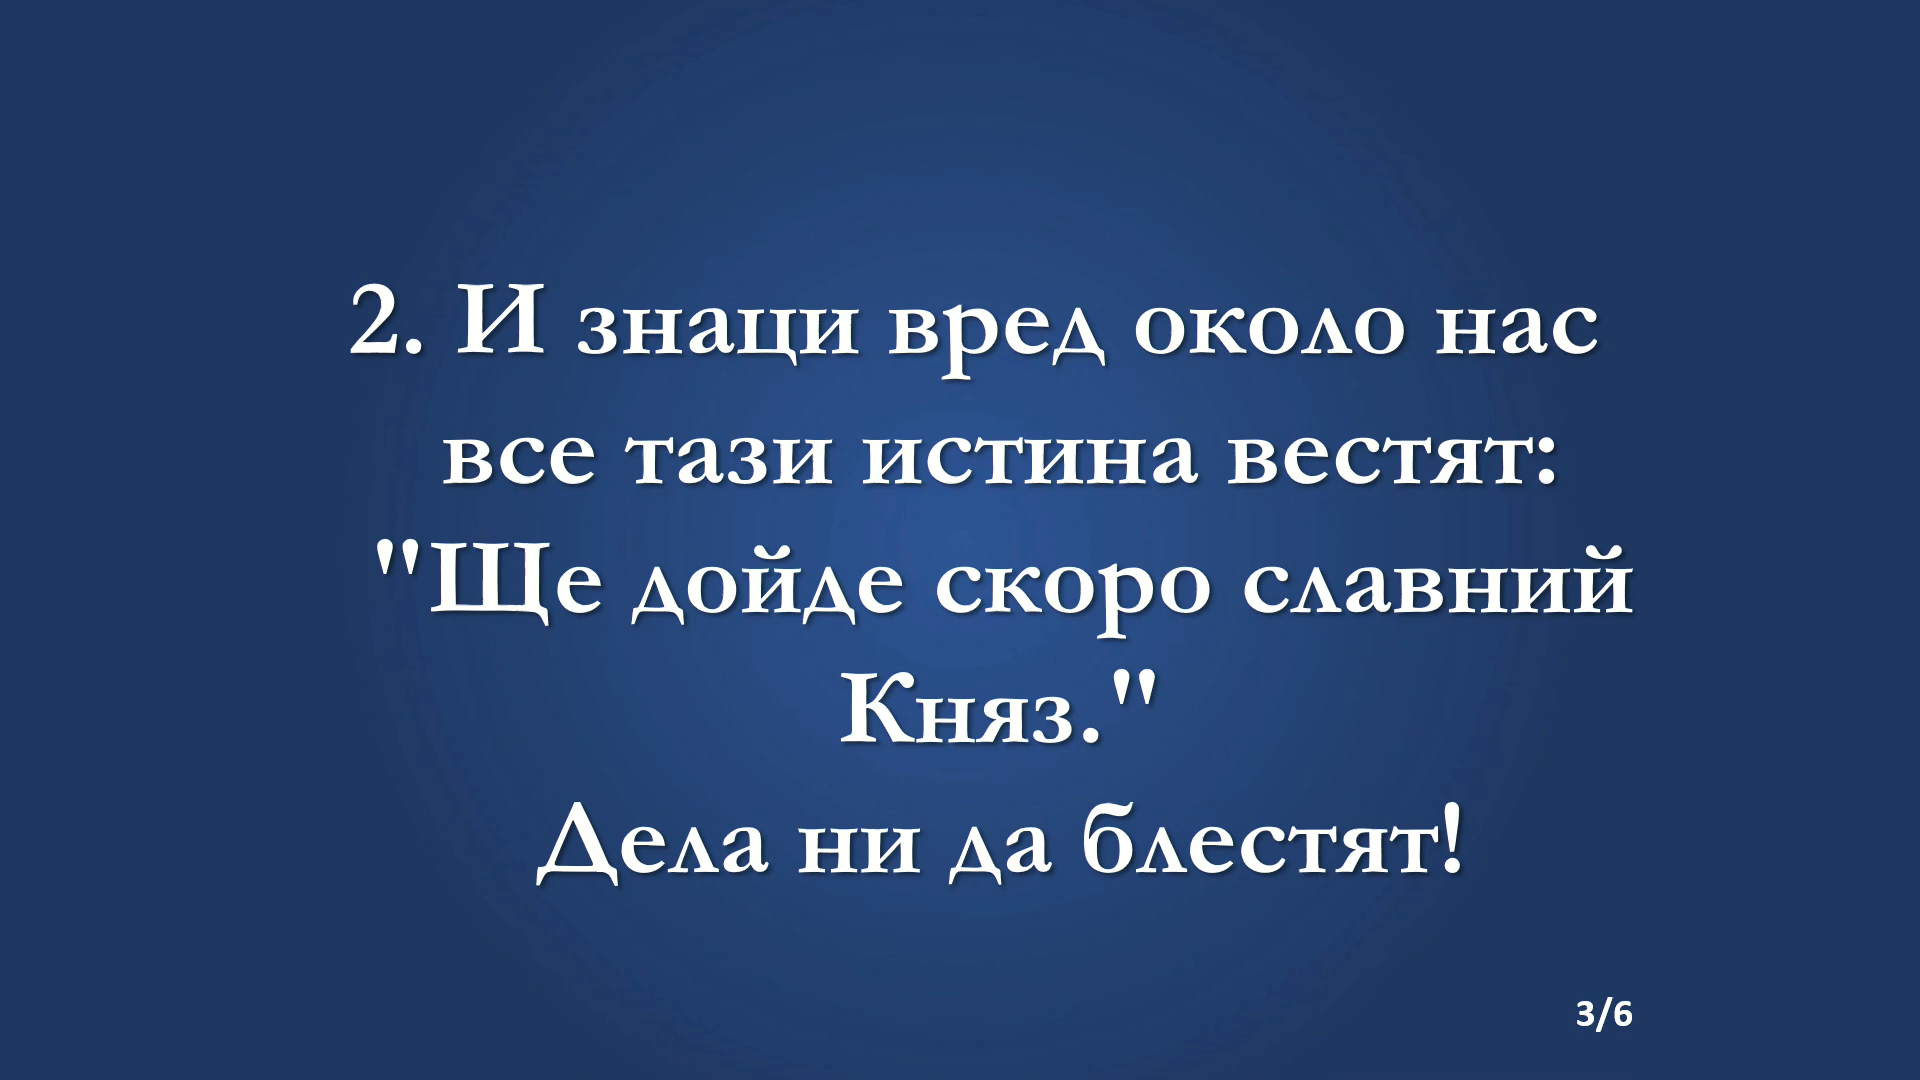 2. И знаци вред около нас
все тази истина вестят:
"Ще дойде скоро славний
Княз."
Дела ни да блестят!
3/6